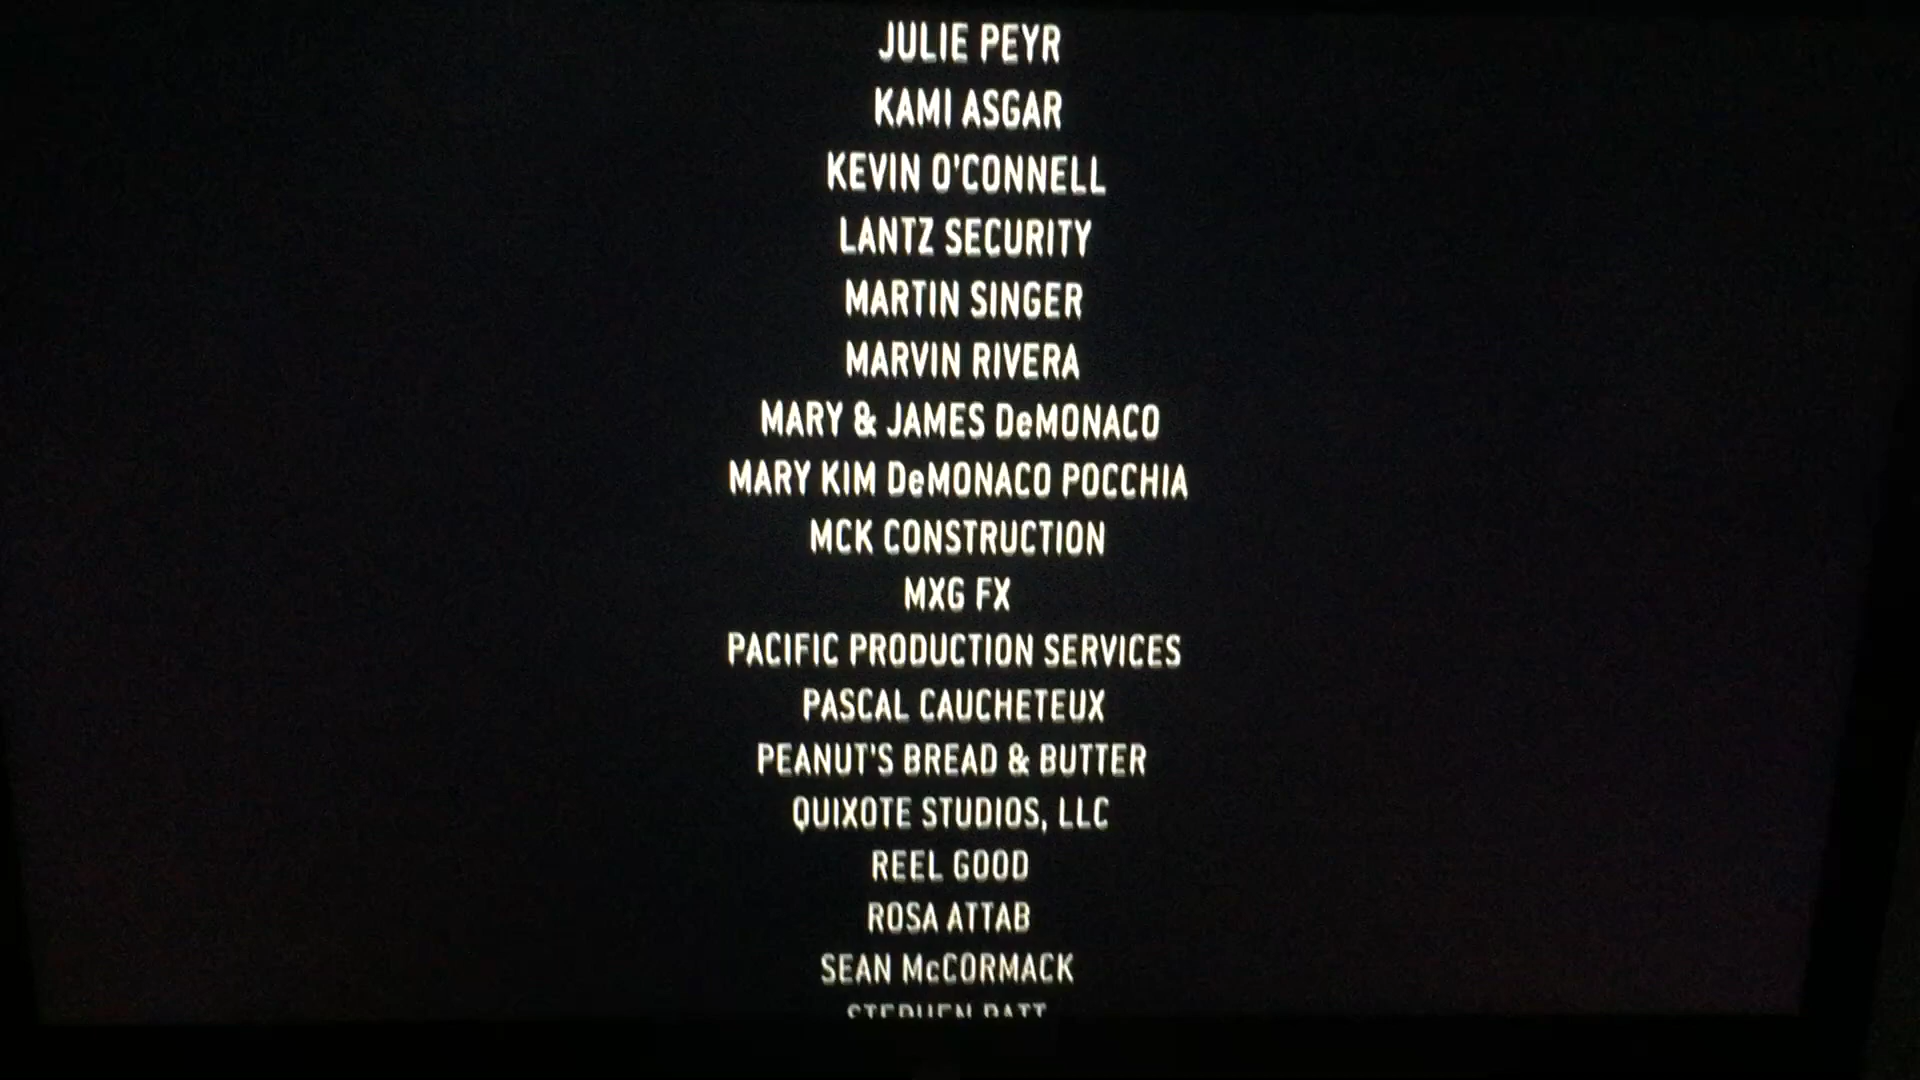 JULIE PEYR
KAMI ASGAR
KEVIN O'CONNELL
LANTZ SECURITY
MARTIN SINGER
MARVIN RIVERA
MARY & JAMES DeMONACO
MARY KIM DeMONACO POCCHIA
MCK CONSTRUCTION
MXG FX
PACIFIC PRODUCTION SERVICES
PASCAL CAUCHETEUX
PEANUT'S BREAD & BUTTER
QUIXOTE STUDIOS, LLC
REEL GOOD
ROSA ATTAB
SEAN McCORMACK
STEPHEN